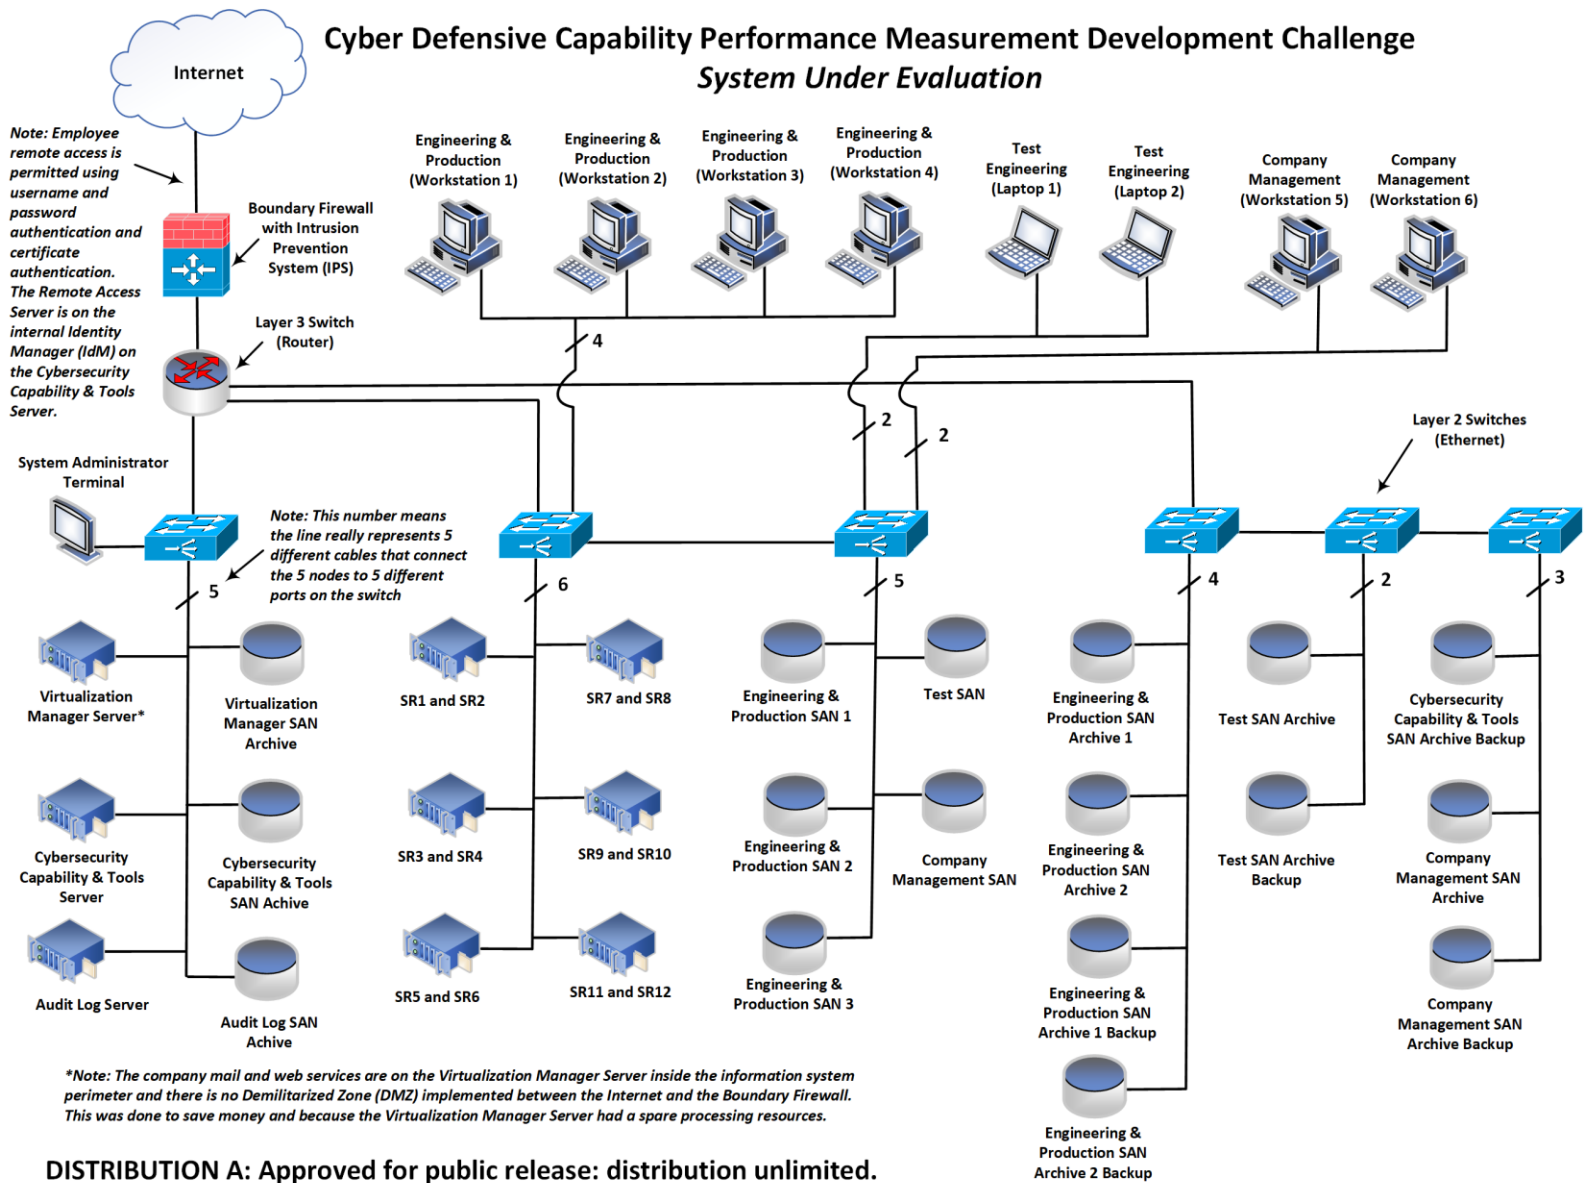 Cyber Defensive Capability Performance Measurement Development Challenge
System Under Evaluation
Internet
Note: Employee
remote access is
permitted using
username and
password
authentication and
certificate
authentication.
The Remote Access
Server is on the
internal Identity
Manager (IdM) on
the Cybersecurity
Capability & Tools
Server.
Boundary Firewall
with Intrusion
Prevention
System (IPS)
Layer 3 Switch
(Router)
Engineering &
Production
(Workstation 1)
Engineering &
Production
(Workstation 2)
Engineering &
Production
(Workstation 3)
Engineering &
Production
(Workstation 4)
Test
Engineering
(Laptop 1)
Test
Engineering
(Laptop 2)
Company
Management
(Workstation 5)
Company
Management
(Workstation 6)
4
2
2
Layer 2 Switches
(Ethernet)
System Administrator
Terminal
Note: This number means
the line really represents 5
different cables that connect
the 5 nodes to 5 different
ports on the switch
5
6
5
4
2
3
Virtualization
Manager Server*
Virtualization
Manager SAN
Archive
Cybersecurity
Capability & Tools
Server
Cybersecurity
Capability & Tools
SAN Achive
Audit Log Server
Audit Log SAN
Achive
SR1 and SR2
SR7 and SR8
SR3 and SR4
SR9 and SR10
SR5 and SR6
SR11 and SR12
Engineering &
Production SAN 1
Test SAN
Engineering &
Production SAN 2
Company
Management SAN
Engineering &
Production SAN 3
Engineering &
Production SAN
Archive 1
Engineering &
Production SAN
Archive 2
Engineering &
Production SAN
Archive 1 Backup
Engineering &
Production SAN
Archive 2 Backup
Test SAN Archive
Test SAN Archive
Backup
Cybersecurity
Capability & Tools
SAN Archive Backup
Company
Management SAN
Archive
Company
Management SAN
Archive Backup
*Note: The company mail and web services are on the Virtualization Manager Server inside the information system
perimeter and there is no Demilitarized Zone (DMZ) implemented between the Internet and the Boundary Firewall.
This was done to save money and because the Virtualization Manager Server had a spare processing resources.
DISTRIBUTION A: Approved for public release: distribution unlimited.